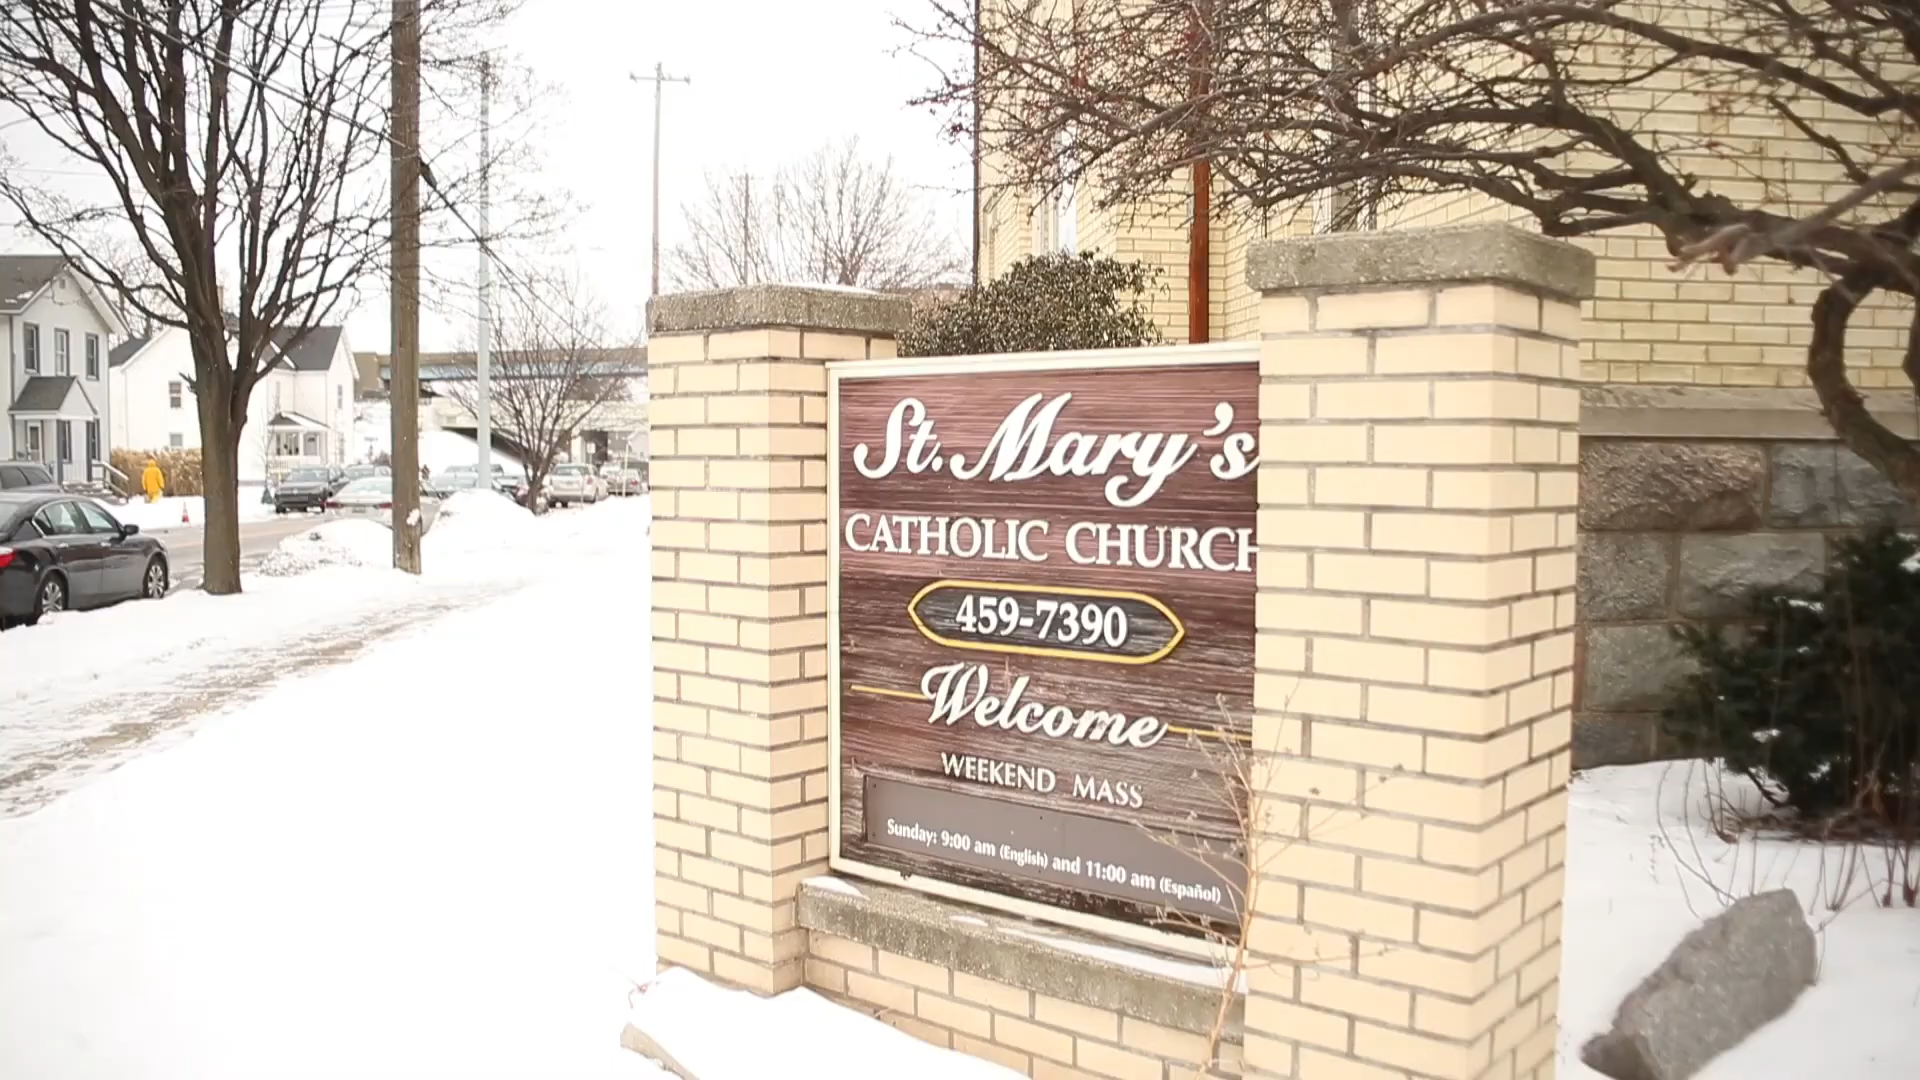 St. Mary's
CATHOLIC CHURCH
459-7390
Welcome
WEEKEND MASS
Sunday: 9:00 am (English) and 11:00 am (Español)